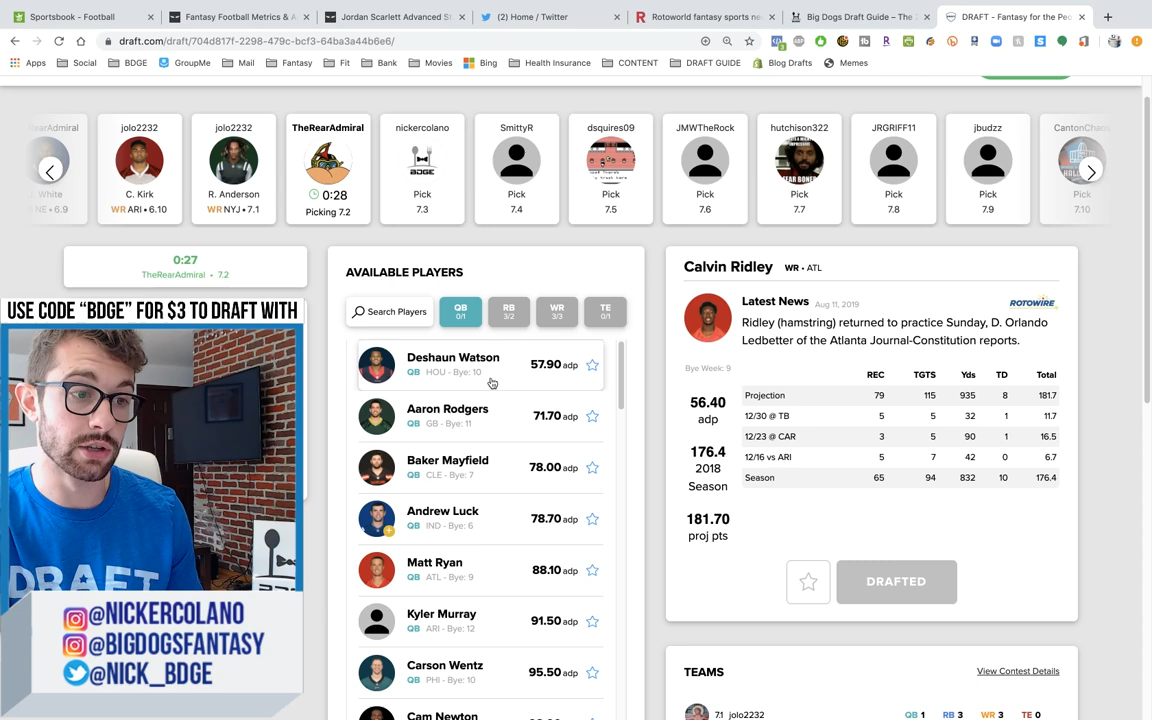 Sportsbook - Football
Fantasy Football Metrics & A
Jordan Scarlett Advanced S
(2) Home / Twitter
Rotoworld fantasy sports ne
Big Dogs Draft Guide – The
DRAFT - Fantasy for the Peo
draft.com/draft/704d817f-2298-479c-bcf3-64ba3a44b6e6/
Apps Social BDGE GroupMe Mail Fantasy Fit Bank Movies Bing Health Insurance CONTENT DRAFT GUIDE Blog Drafts Memes
RearAdmiral jolo2232 jolo2232 TheRearAdmiral nickercolano SmittyR dsquires09 JMWTheRock hutchison322 JRGRIFF11 jbudzz CantonChaos
White C. Kirk R. Anderson 0:28 Pick Pick Pick Pick Pick Pick Pick Pick
NE • 6.9 WR ARI • 6.10 WR NYJ • 7.1 Picking 7.2 7.3 7.4 7.5 7.6 7.7 7.8 7.9 7.10
0:27
TheRearAdmiral • 7.2
USE CODE "BDGE" FOR $3 TO DRAFT WITH
DRAFT
@NICKERCOLANO
@BIGDOGSFANTASY
@NICK_BDGE
AVAILABLE PLAYERS
Search Players
QB 0/1
RB 3/2
WR 3/3
TE 0/1
Deshaun Watson 57.90 adp
QB HOU - Bye: 10
Aaron Rodgers 71.70 adp
QB GB - Bye: 11
Baker Mayfield 78.00 adp
QB CLE - Bye: 7
Andrew Luck 78.70 adp
QB IND - Bye: 6
Matt Ryan 88.10 adp
QB ATL - Bye: 9
Kyler Murray 91.50 adp
QB ARI - Bye: 12
Carson Wentz 95.50 adp
QB PHI - Bye: 10
Cam Newton
Calvin Ridley WR • ATL
Latest News Aug 11, 2019 ROTOWIRE
Ridley (hamstring) returned to practice Sunday, D. Orlando
Ledbetter of the Atlanta Journal-Constitution reports.
Bye Week: 9
56.40
adp
176.4
2018
Season
181.70
proj pts
REC TGTS Yds TD Total
Projection 79 115 935 8 181.7
12/30 @ TB 5 5 32 1 11.7
12/23 @ CAR 3 5 90 1 16.5
12/16 vs ARI 5 7 42 0 6.7
Season 65 94 832 10 176.4
DRAFTED
TEAMS View Contest Details
7.1 jolo2232 QB 1 RB 3 WR 3 TE 0